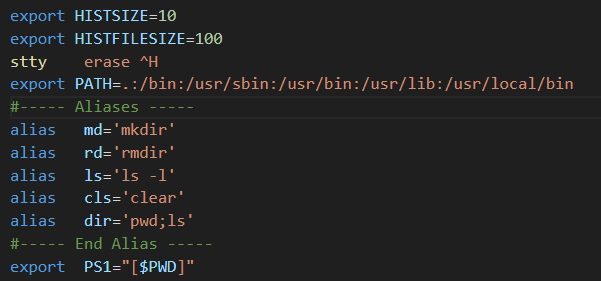 export HISTSIZE=10
export HISTFILESIZE=100
stty    erase ^H
export PATH=.:/bin:/usr/sbin:/usr/bin:/usr/lib:/usr/local/bin
#----- Aliases -----
alias   md='mkdir'
alias   rd='rmdir'
alias   ls='ls -l'
alias   cls='clear'
alias   dir='pwd;ls'
#----- End Alias -----
export  PS1="[$PWD]"